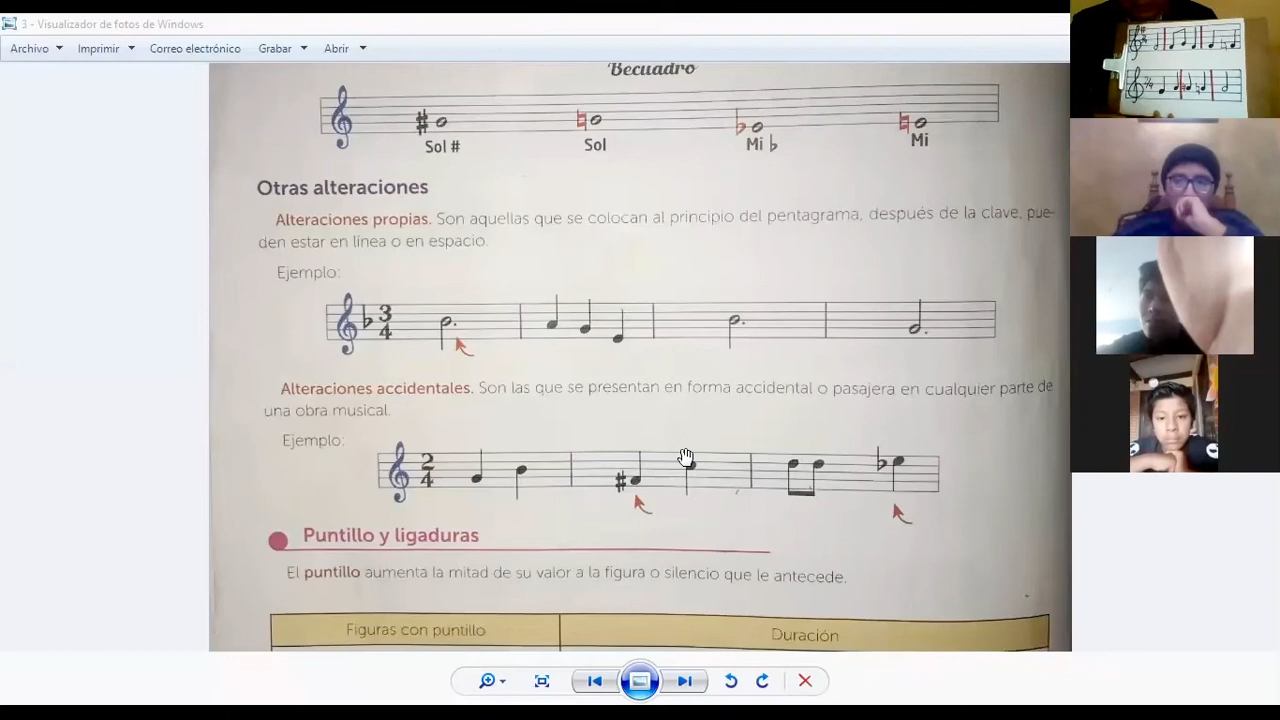 3 - Visualizador de fotos de Windows
Archivo Imprimir Correo electrónico Grabar Abrir
Becuadro
Sol # Sol Mi ♭ Mi
Otras alteraciones
Alteraciones propias. Son aquellas que se colocan al principio del pentagrama, después de la clave, pue-
den estar en línea o en espacio.
Ejemplo:
3
4
Alteraciones accidentales. Son las que se presentan en forma accidental o pasajera en cualquier parte de
una obra musical.
Ejemplo:
2
4
Puntillo y ligaduras
El puntillo aumenta la mitad de su valor a la figura o silencio que le antecede.
Figuras con puntillo Duración